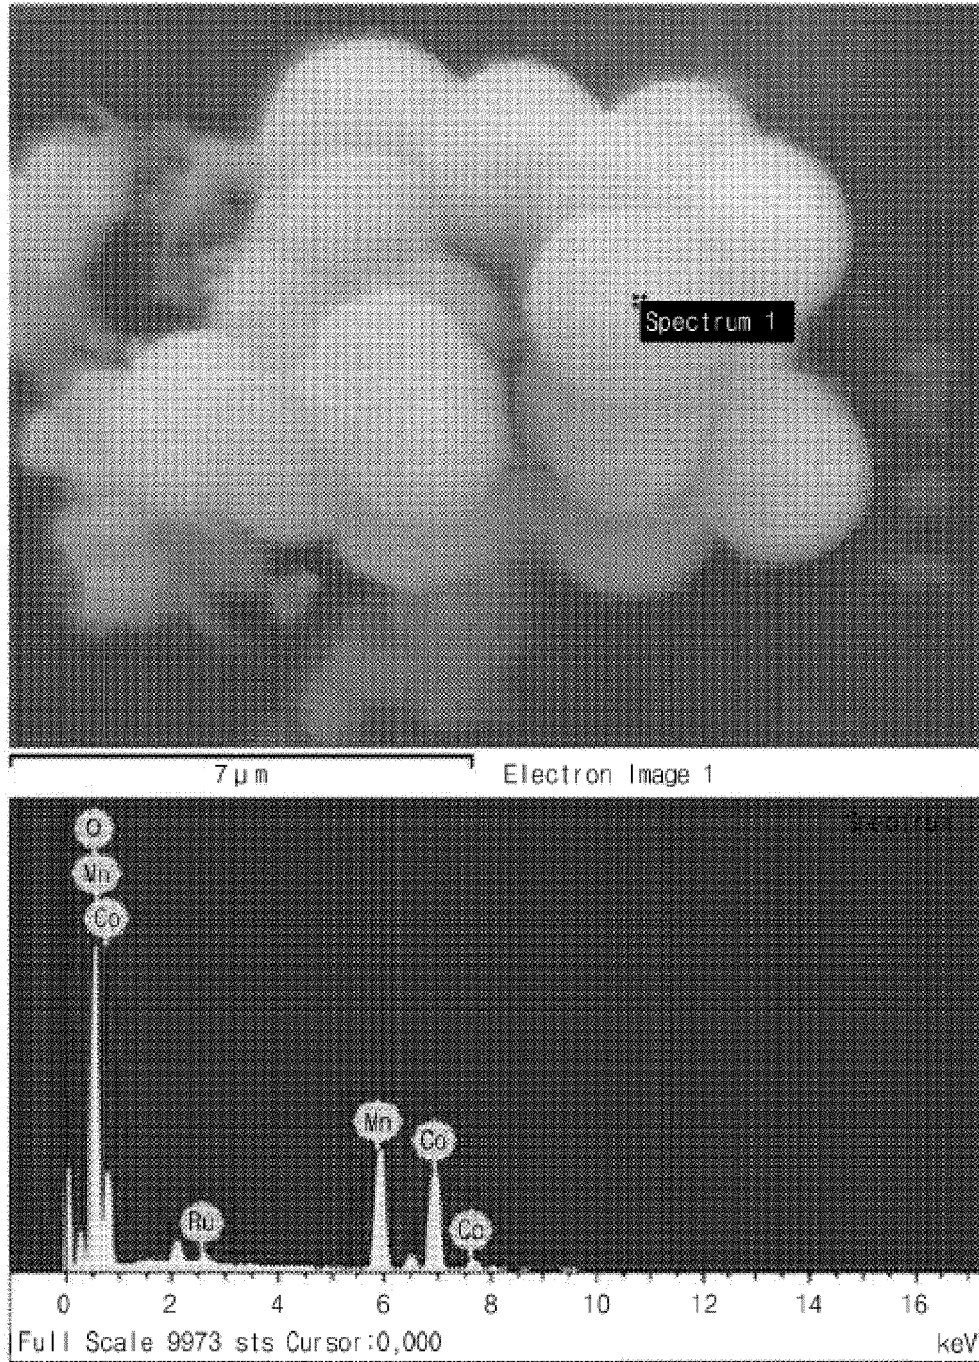 Spectrum 1
7μm
Electron Image 1
Spectrum
O
Mn
Co
Mn
Co
Ru
Co
0 2 4 6 8 10 12 14 16
Full Scale 9973 sts Cursor:0,000 keV